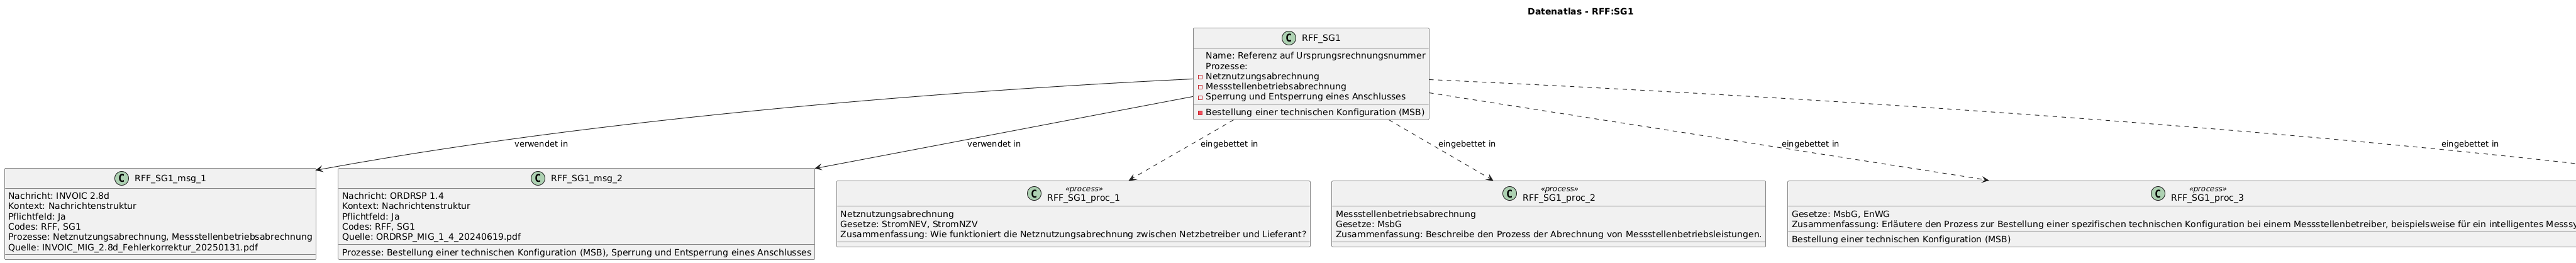 Datenatlas - RFF:SG1
C RFF_SG1
Name: Referenz auf Ursprungsrechnungsnummer
Prozesse:
Netznutzungsabrechnung
Messstellenbetriebsabrechnung
Sperrung und Entsperrung eines Anschlusses
Bestellung einer technischen Konfiguration (MSB)
verwendet in
verwendet in
eingebettet in
eingebettet in
eingebettet in
eingebettet in
C RFF_SG1_msg_1
Nachricht: INVOIC 2.8d
Kontext: Nachrichtenstruktur
Pflichtfeld: Ja
Codes: RFF, SG1
Prozesse: Netznutzungsabrechnung, Messstellenbetriebsabrechnung
Quelle: INVOIC_MIG_2.8d_Fehlerkorrektur_20250131.pdf
C RFF_SG1_msg_2
Nachricht: ORDRSP 1.4
Kontext: Nachrichtenstruktur
Pflichtfeld: Ja
Codes: RFF, SG1
Quelle: ORDRSP_MIG_1_4_20240619.pdf
Prozesse: Bestellung einer technischen Konfiguration (MSB), Sperrung und Entsperrung eines Anschlusses
C «process»
RFF_SG1_proc_1
Netznutzungsabrechnung
Gesetze: StromNEV, StromNZV
Zusammenfassung: Wie funktioniert die Netznutzungsabrechnung zwischen Netzbetreiber und Lieferant?
C «process»
RFF_SG1_proc_2
Messstellenbetriebsabrechnung
Gesetze: MsbG
Zusammenfassung: Beschreibe den Prozess der Abrechnung von Messstellenbetriebsleistungen.
C «process»
RFF_SG1_proc_3
Gesetze: MsbG, EnWG
Zusammenfassung: Erläutere den Prozess zur Bestellung einer spezifischen technischen Konfiguration bei einem Messstellenbetreiber, beispielsweise für ein intelligentes Messsy
Bestellung einer technischen Konfiguration (MSB)